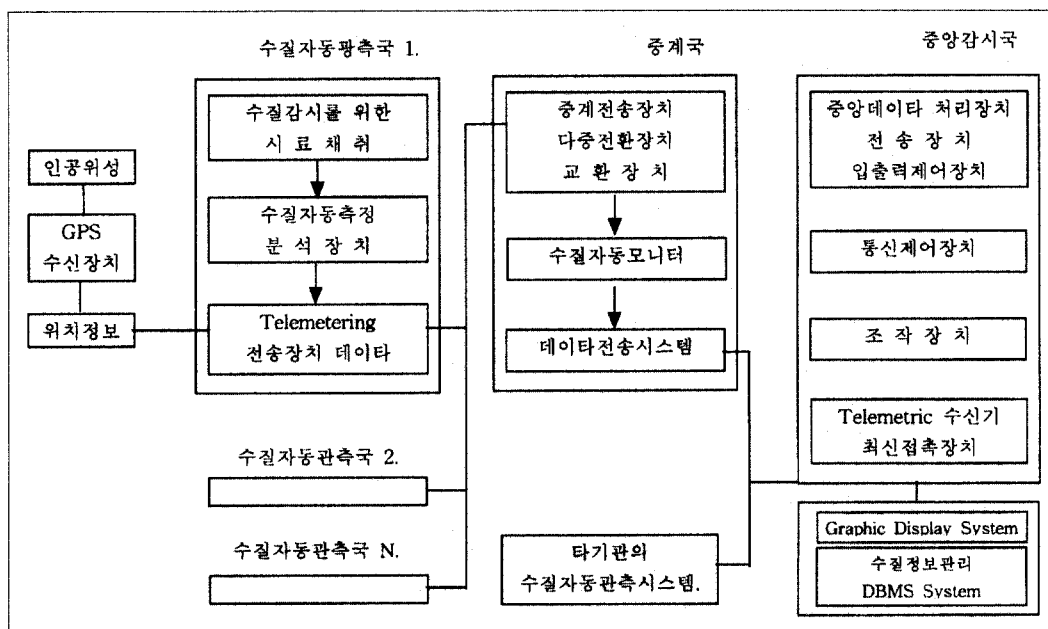 수질자동팡측국 1.
중계국
중앙감시국
인공위성
GPS
수신장치
위치정보
수질감시를 위한
시 료 채 취
수질자동측정
분 석 장 치
Telemetering
전송장치 데이타
수질자동관측국 2.
수질자동관측국 N.
중계전송장치
다중전환장치
교 환 장 치
수질자동모니터
데이타전송시스템
타기관의
수질자동관측시스템.
중앙데이타 처리장치
전 송 장 치
입출력제어장치
통신제어장치
조 작 장 치
Telemetric 수신기
최신접촉장치
Graphic Display System
수질정보관리
DBMS System